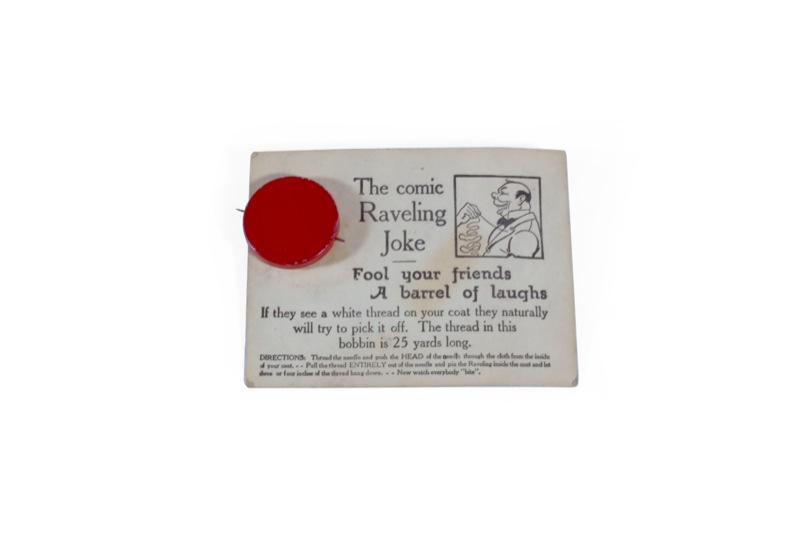 The comic
Raveling
Joke
Fool your friends
A barrel of laughs
If they see a white thread on your coat they naturally
will try to pick it off. The thread in this
bobbin is 25 yards long.
DIRECTIONS: Thread the needle and push the HEAD of the needle through the cloth from the inside
of your coat. - - Pull the thread ENTIRELY out of the needle and pin the Raveling inside the coat and let
three or four inches of the thread hang down. - - Now watch everybody "bite".